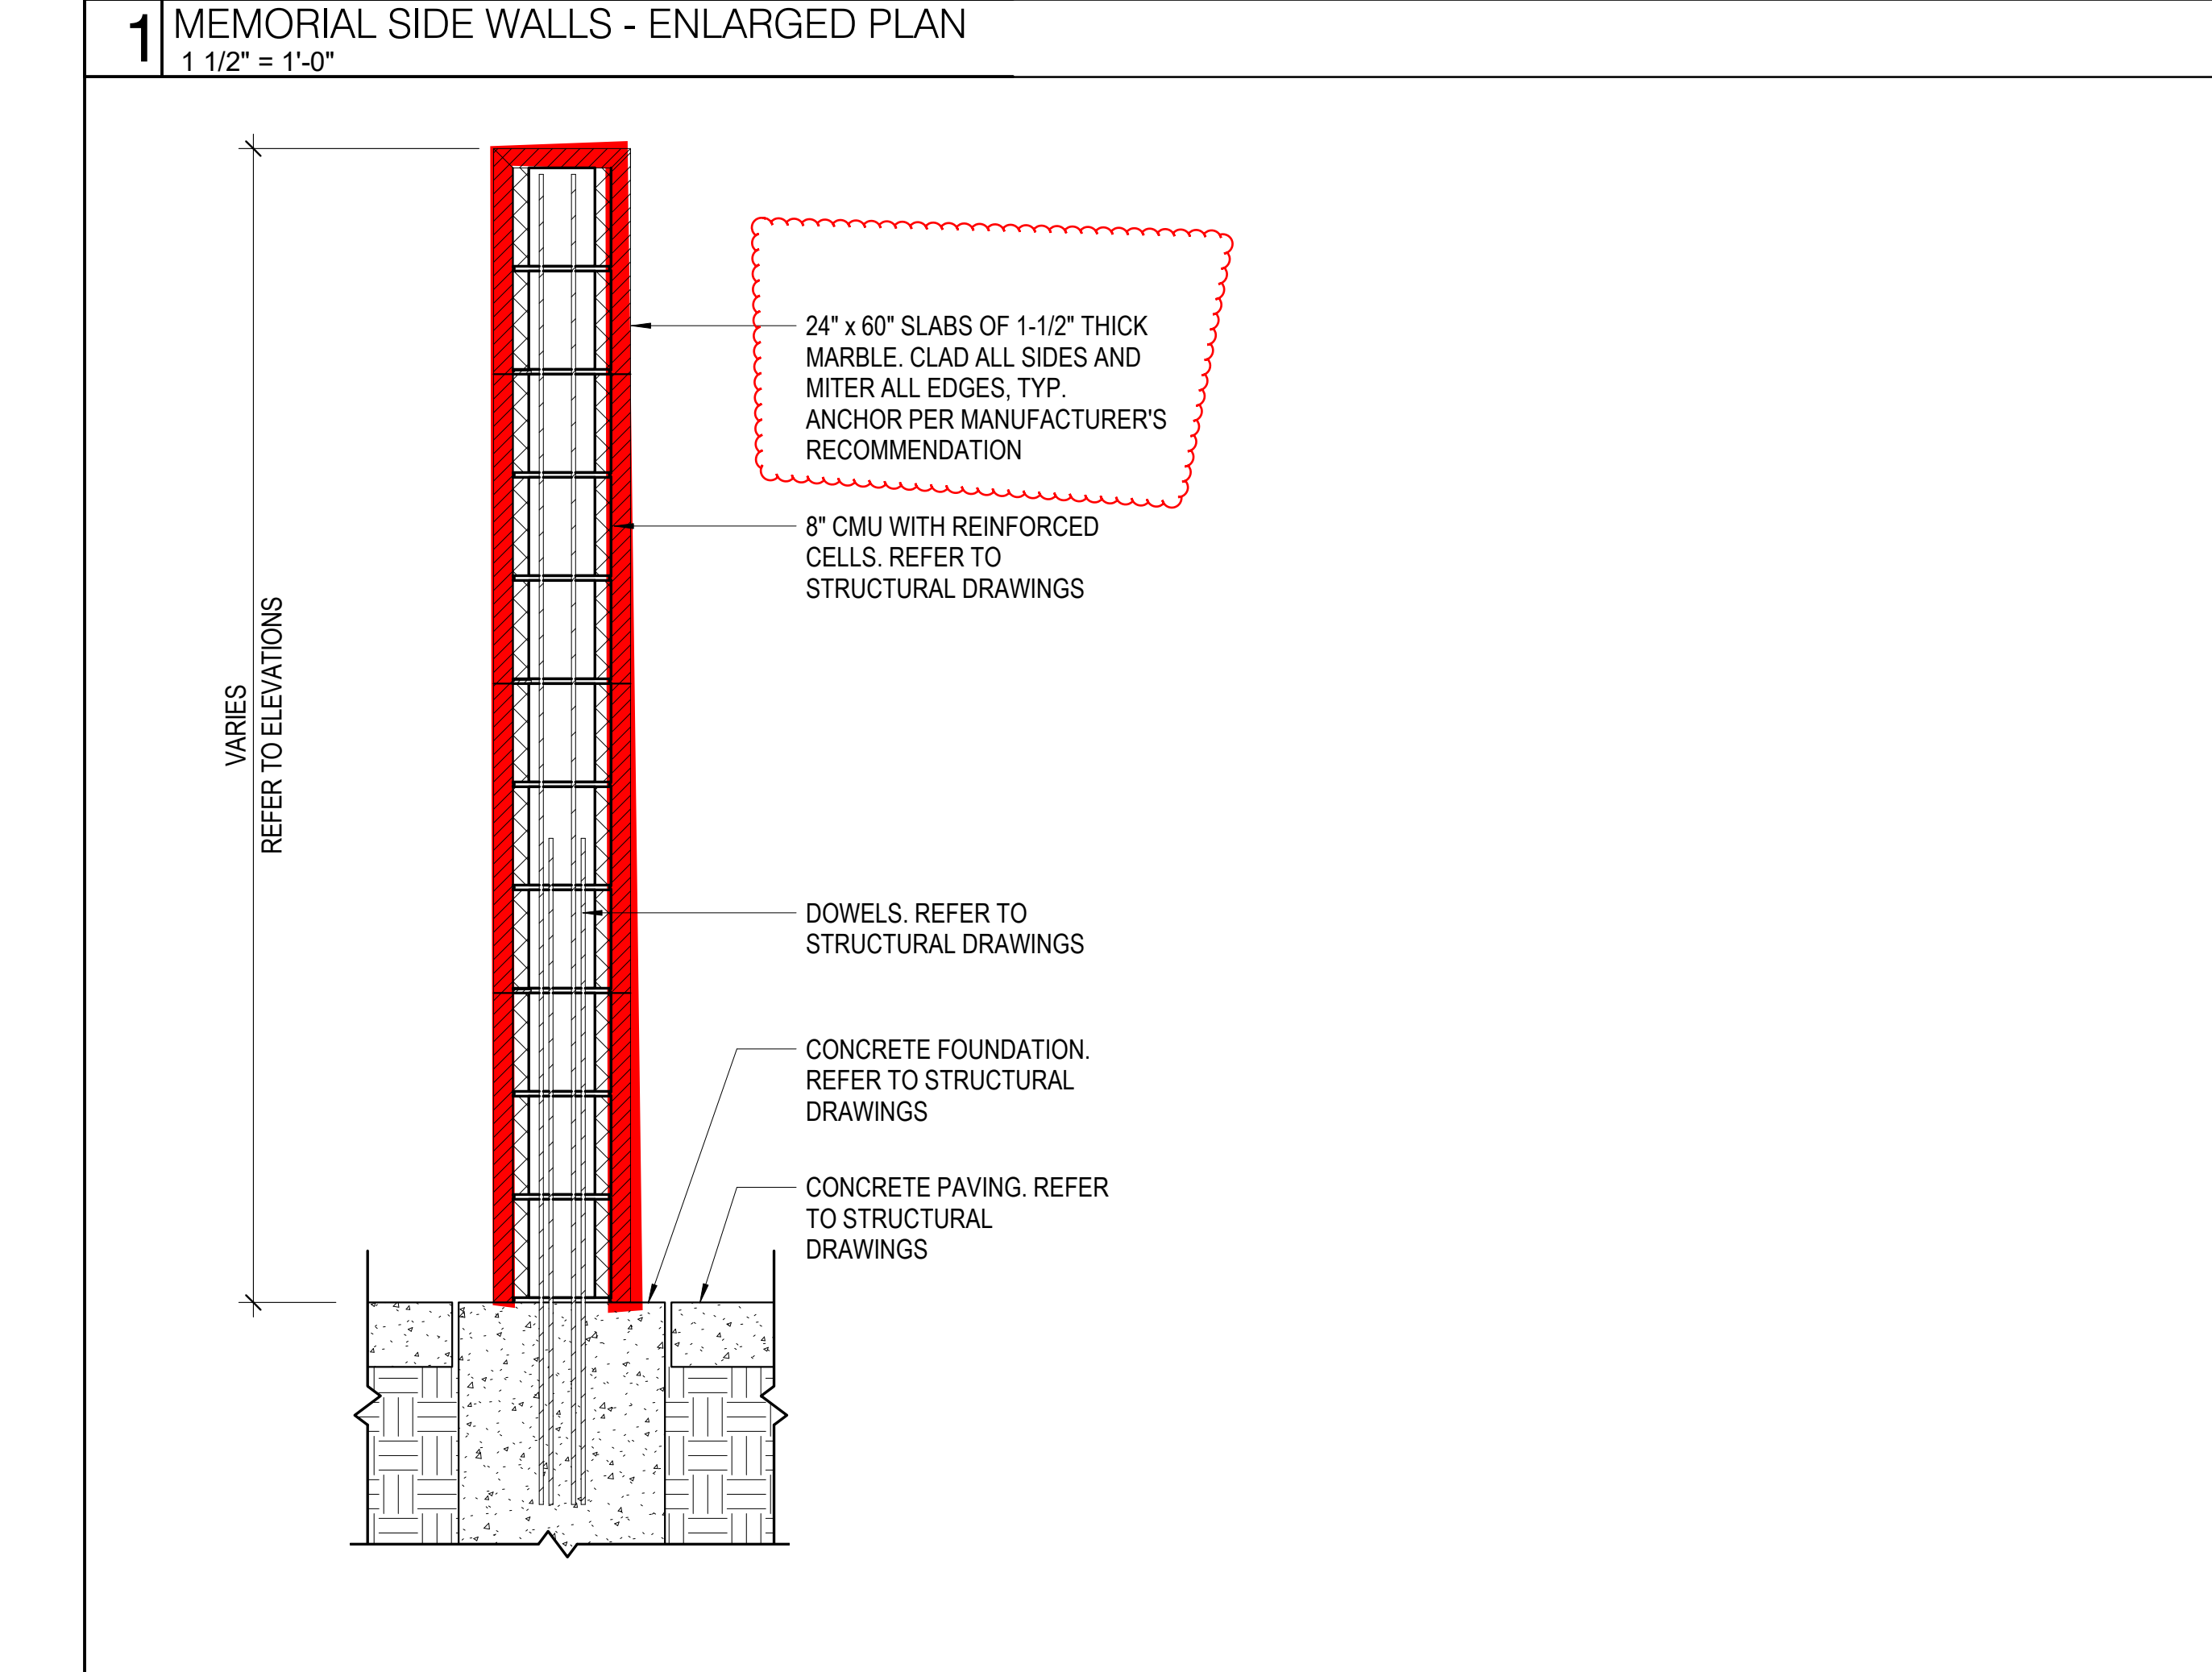 1
MEMORIAL SIDE WALLS - ENLARGED PLAN
1 1/2" = 1'-0"
24" x 60" SLABS OF 1-1/2" THICK
MARBLE. CLAD ALL SIDES AND
MITER ALL EDGES, TYP.
ANCHOR PER MANUFACTURER'S
RECOMMENDATION
8" CMU WITH REINFORCED
CELLS. REFER TO
STRUCTURAL DRAWINGS
VARIES
REFER TO ELEVATIONS
DOWELS. REFER TO
STRUCTURAL DRAWINGS
CONCRETE FOUNDATION.
REFER TO STRUCTURAL
DRAWINGS
CONCRETE PAVING. REFER
TO STRUCTURAL
DRAWINGS